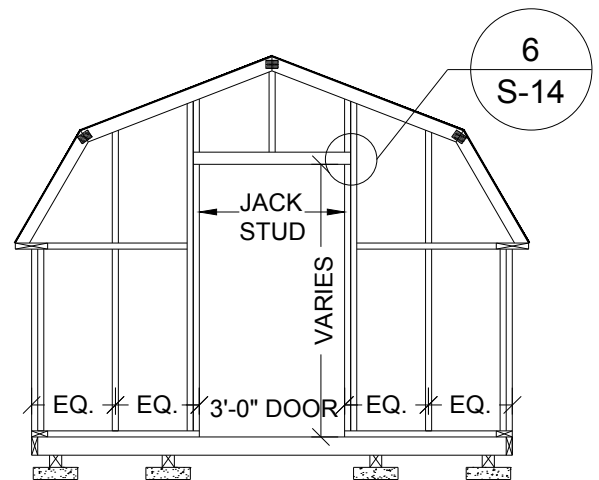 6
S-14
JACK
STUD
VARIES
EQ. EQ. 3'-0" DOOR EQ. EQ.